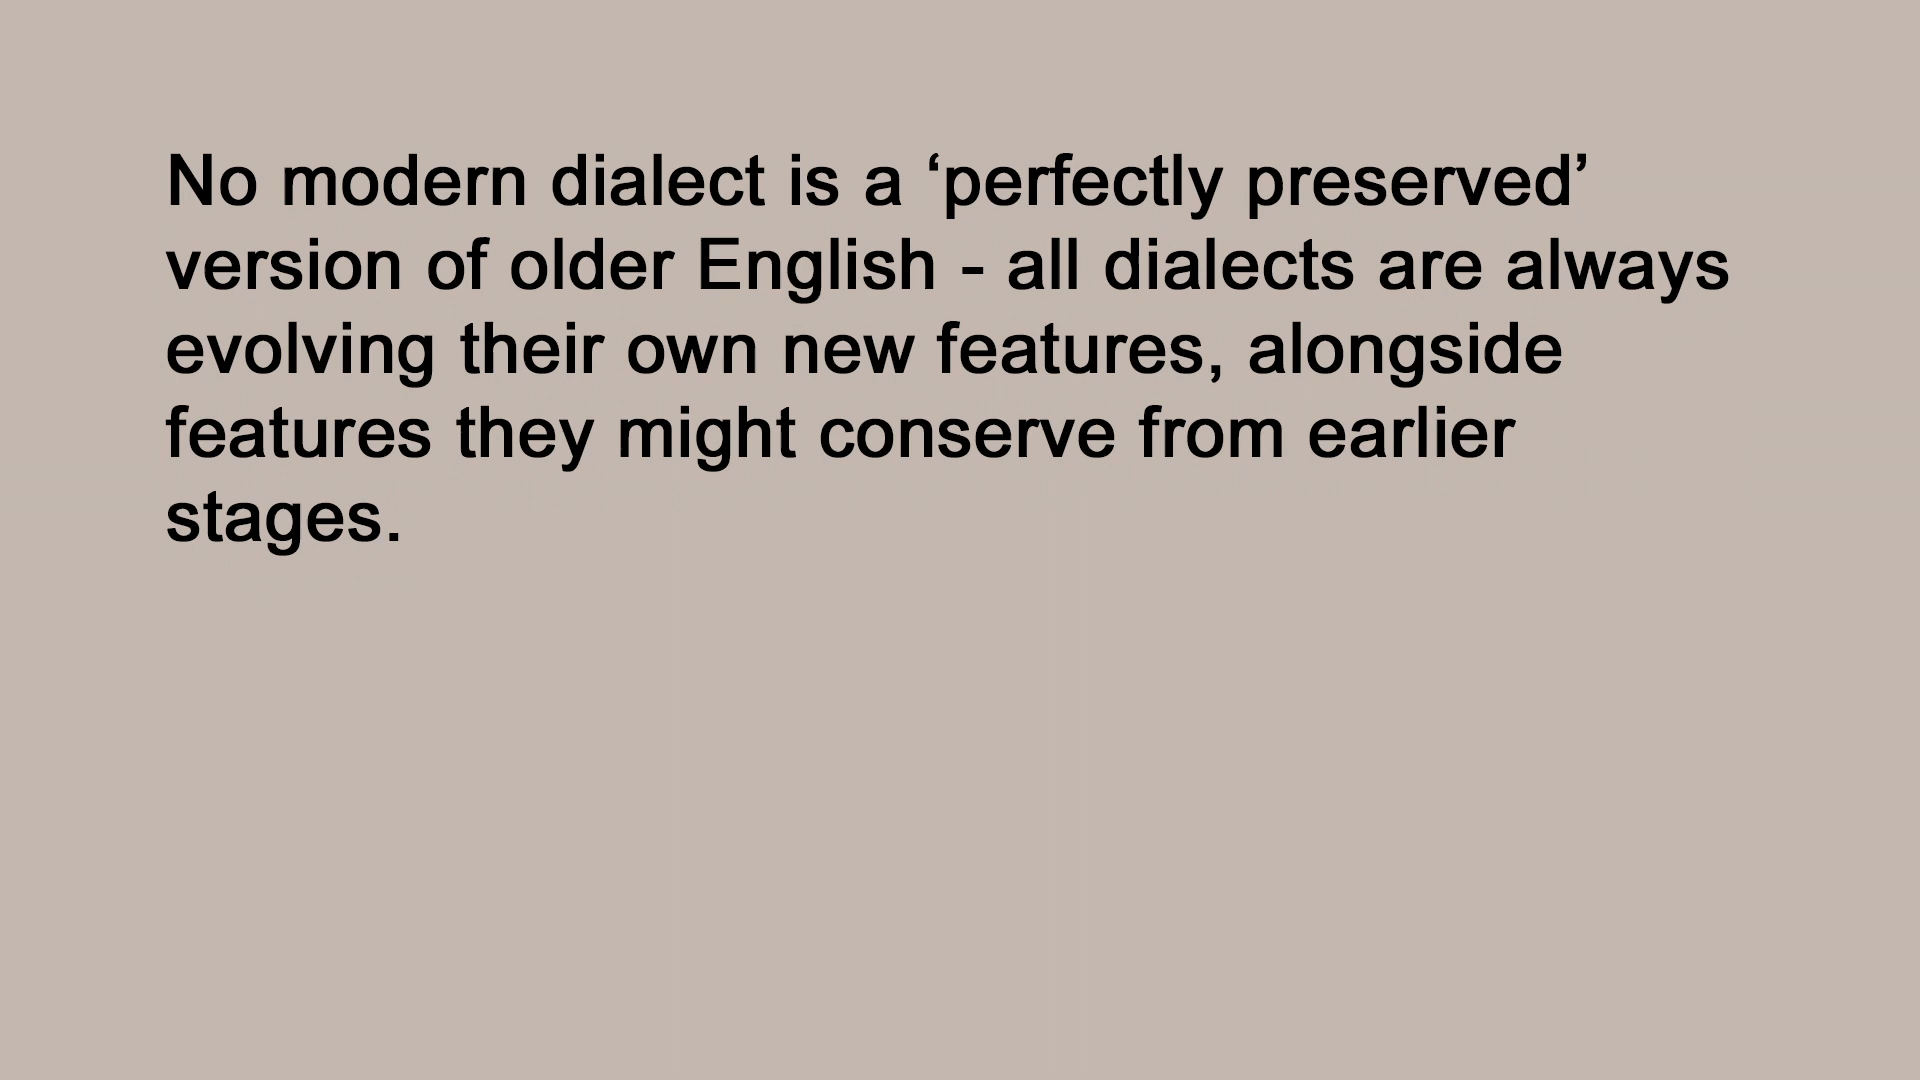 No modern dialect is a ‘perfectly preserved’
version of older English - all dialects are always
evolving their own new features, alongside
features they might conserve from earlier
stages.